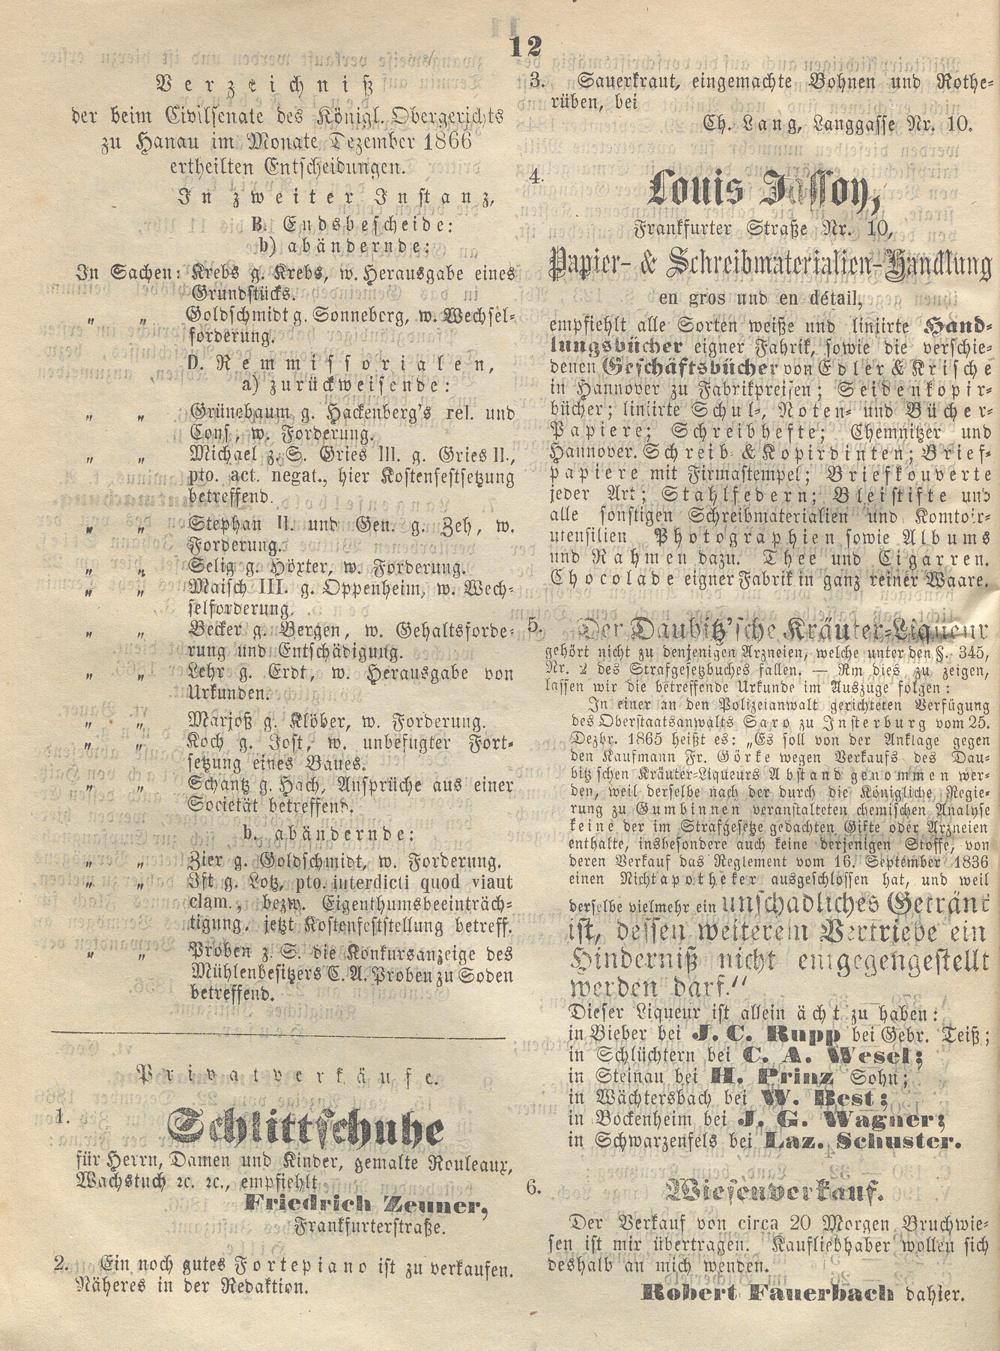 12
Verzeichniß
der beim Civilsenate des Königl. Obergerichts
zu Hanau im Monate Dezember 1866
ertheilten Entscheidungen.
In zweiter Instanz,
B. Endsbescheide:
b) abändernde:
In Sachen: Krebs g. Krebs, w. Herausgabe eines
Grundstücks.
„ „ Goldschmidt g. Sonneberg, w. Wechsel-
forderung.
D. Remmissorialen,
a) zurückweisende:
„ „ Grünebaum g. Hackenberg's rel. und
Cons., w. Forderung.
„ „ Michael z. S. Gries III. g. Gries II.,
pto. act. negat., hier Kostenfestsetzung
betreffend.
„ „ Stephan II. und Gen. g. Zeh, w.
Forderung.
„ „ Selig g. Höxter, w. Forderung.
„ „ Maisch III. g. Oppenheim, w. Wech-
selforderung.
„ „ Becker g. Bergen, w. Gehaltsforde-
rung und Entschädigung.
„ „ Lehr g. Erdt, w. Herausgabe von
Urkunden.
„ „ Marjoß g. Klöber, w. Forderung.
„ „ Koch g. Jost, w. unbefugter Fort-
setzung eines Baues.
„ „ Schantz g. Hach, Ansprüche aus einer
Societät betreffend.
b. abändernde:
„ „ Zier g. Goldschmidt, w. Forderung.
„ „ Ist g. Lotz, pto. interdicti quod viaut
clam., bezw. Eigenthumsbeeinträch-
tigung, jetzt Kostenfeststellung betreff.
„ „ Proben z. S. die Konkursanzeige des
Mühlenbesitzers C. A. Proben zu Soden
betreffend.
Privatverkäufe.
1. Schlittschuhe
für Herrn, Damen und Kinder, gemalte Rouleaux,
Wachstuch ꝛc. ꝛc., empfiehlt
Friedrich Zeuner,
Frankfurterstraße.
2. Ein noch gutes Fortepiano ist zu verkaufen.
Näheres in der Redaktion.
3. Sauerkraut, eingemachte Bohnen und Rothe-
rüben, bei
Ch. Lang, Langgasse Nr. 10.
4. Louis Jassoy,
Frankfurter Straße Nr. 10,
Papier- & Schreibmaterialien-Handlung
en gros und en détail,
empfiehlt alle Sorten weiße und liniirte Hand-
lungsbücher eigner Fabrik, sowie die verschie-
denen Geschäftsbücher von Edler & Krische
in Hannover zu Fabrikpreisen; Seidenkopir-
bücher; liniirte Schul-, Noten- und Bücher-
Papiere; Schreibhefte; Chemnitzer und
Hannover. Schreib- & Kopirdinten; Brief-
papiere mit Firmastempel; Briefkouverte
jeder Art; Stahlfedern; Bleistifte und
alle sonstigen Schreibmaterialien und Komtoir-
utensilien. Photographien sowie Albums
und Rahmen dazu. Thee und Cigarren.
Chocolade eigner Fabrik in ganz reiner Waare.
5. Der Daubitz'sche Kräuter-Liqueur
gehört nicht zu denjenigen Arzneien, welche unter den §. 345,
Nr. 2 des Strafgesetzbuches fallen. — Um dies zu zeigen,
lassen wir die betreffende Urkunde im Auszuge folgen:
In einer an den Polizeianwalt gerichteten Verfügung
des Oberstaatsanwalts Saro zu Insterburg vom 25.
Dezbr. 1865 heißt es: „Es soll von der Anklage gegen
den Kaufmann Fr. Görke wegen Verkaufs des Dau-
bitz'schen Kräuter-Liqueurs Abstand genommen wer-
den, weil derselbe nach der durch die Königliche Regie-
rung zu Gumbinnen veranstalteten chemischen Analyse
keine der im Strafgesetze gedachten Gifte oder Arzneien
enthalte, insbesondere auch keine derjenigen Stoffe, von
deren Verkauf das Reglement vom 16. September 1836
einen Nichtapotheker ausgeschlossen hat, und weil
derselbe vielmehr ein unschädliches Getränk
ist, dessen weiterem Vertriebe ein
Hinderniß nicht entgegengestellt
werden darf.“
Dieser Liqueur ist allein ächt zu haben:
in Bieber bei J. C. Rupp bei Gebr. Teiß;
in Schlüchtern bei C. A. Wesel;
in Steinau bei H. Prinz Sohn;
in Wächtersbach bei W. Best;
in Bockenheim bei J. G. Wagner;
in Schwarzenfels bei Laz. Schuster.
6. Wiesenverkauf.
Der Verkauf von circa 20 Morgen Bruchwie-
sen ist mir übertragen. Kaufliebhaber wollen sich
deshalb an mich wenden.
Robert Fauerbach dahier.